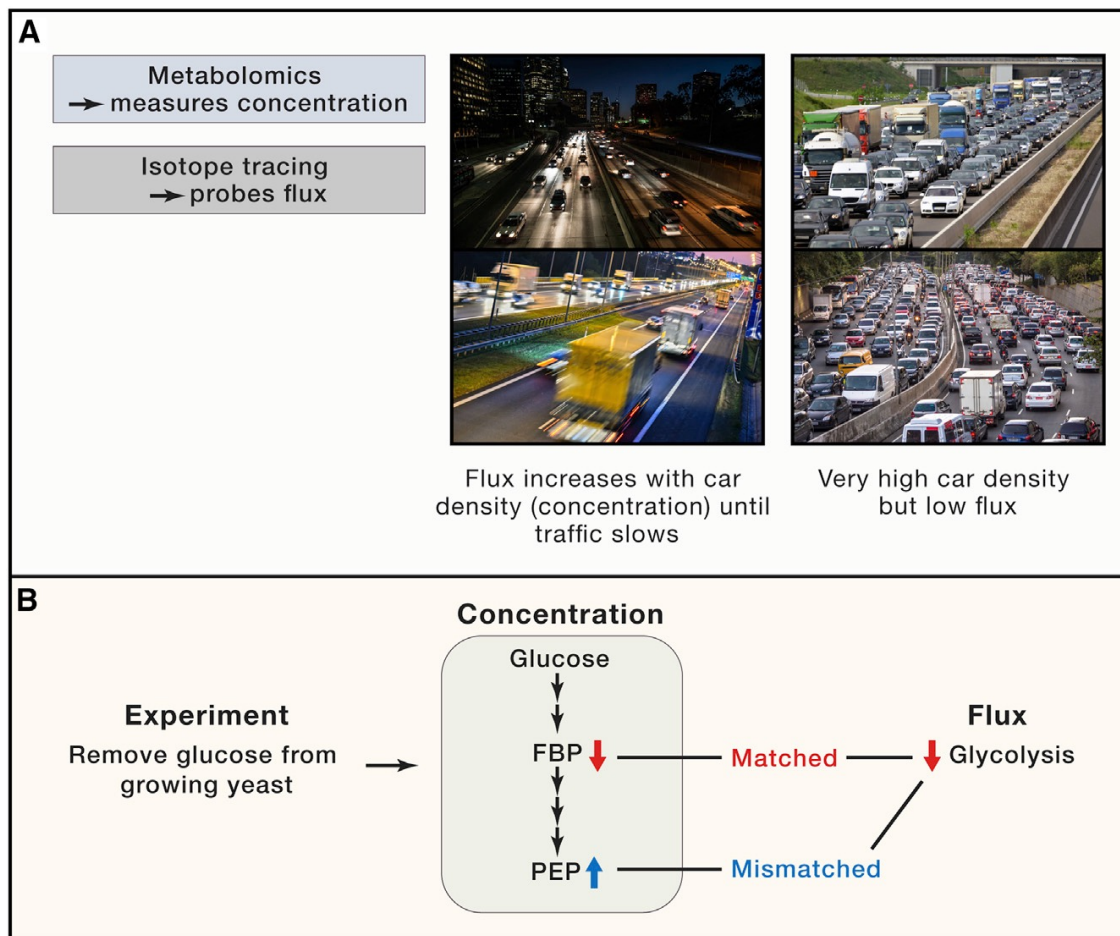 A
Metabolomics
→ measures concentration
Isotope tracing
→ probes flux
Flux increases with car
density (concentration) until
traffic slows
Very high car density
but low flux
B
Concentration
Glucose
Experiment
Remove glucose from
growing yeast
FBP
Matched
Flux
Glycolysis
PEP
Mismatched